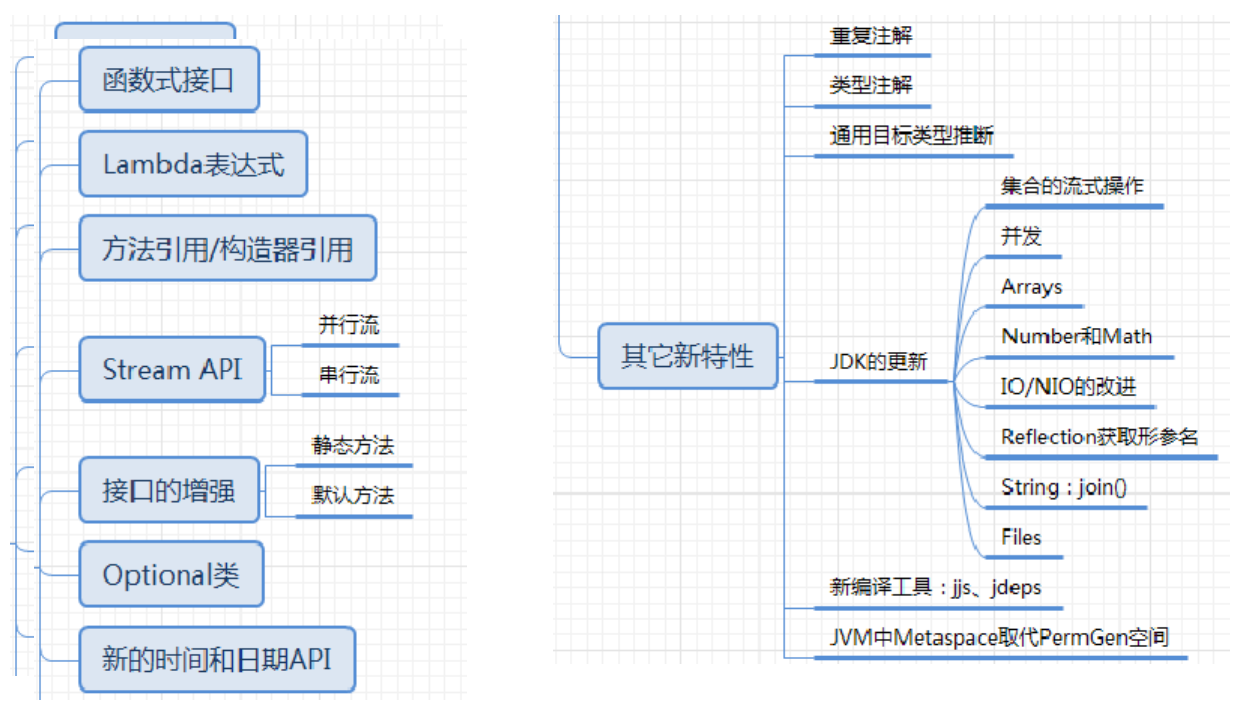 函数式接口
Lambda表达式
方法引用/构造器引用
Stream API
并行流
串行流
接口的增强
静态方法
默认方法
Optional类
新的时间和日期API
其它新特性
重复注解
类型注解
通用目标类型推断
JDK的更新
集合的流式操作
并发
Arrays
Number和Math
IO/NIO的改进
Reflection获取形参名
String：join()
Files
新编译工具：jjs、jdeps
JVM中Metaspace取代PermGen空间